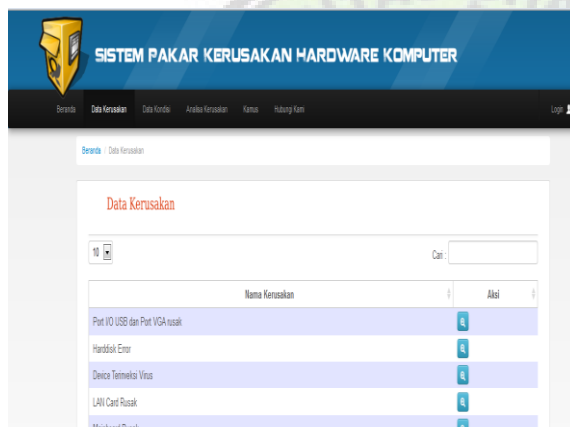 SISTEM PAKAR KERUSAKAN HARDWARE KOMPUTER
Beranda Data Kerusakan Data Kondisi Analisa Kerusakan Kamus Hubungi Kami Login
Beranda / Data Kerusakan
Data Kerusakan
10 Cari :
Nama Kerusakan Aksi
Port I/O USB dan Port VGA rusak
Harddisk Error
Device Terinveksi Virus
LAN Card Rusak